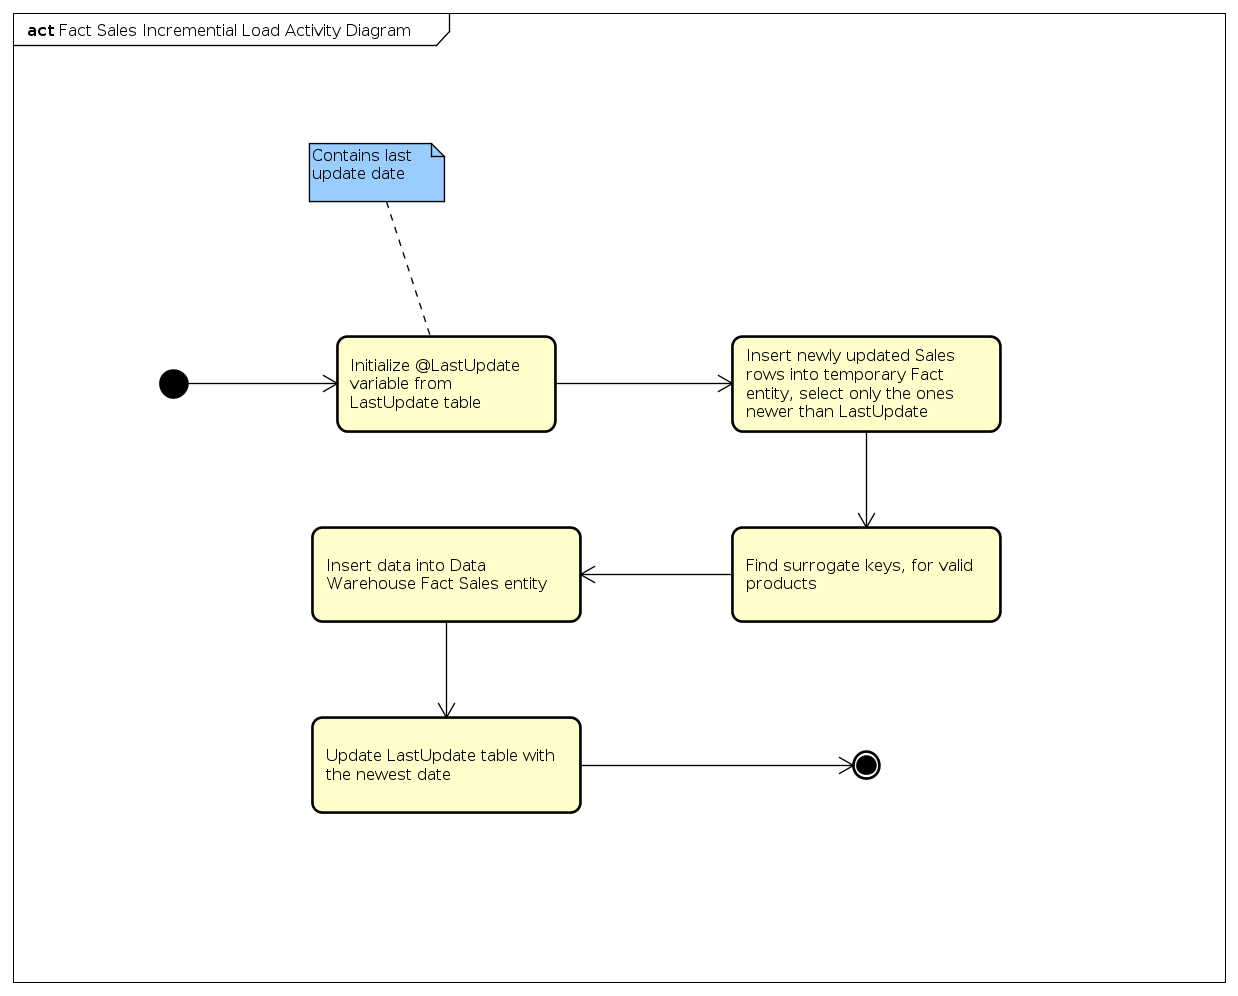 act Fact Sales Incremential Load Activity Diagram
Contains last
update date
Initialize @LastUpdate
variable from
LastUpdate table
Insert newly updated Sales
rows into temporary Fact
entity, select only the ones
newer than LastUpdate
Insert data into Data
Warehouse Fact Sales entity
Find surrogate keys, for valid
products
Update LastUpdate table with
the newest date